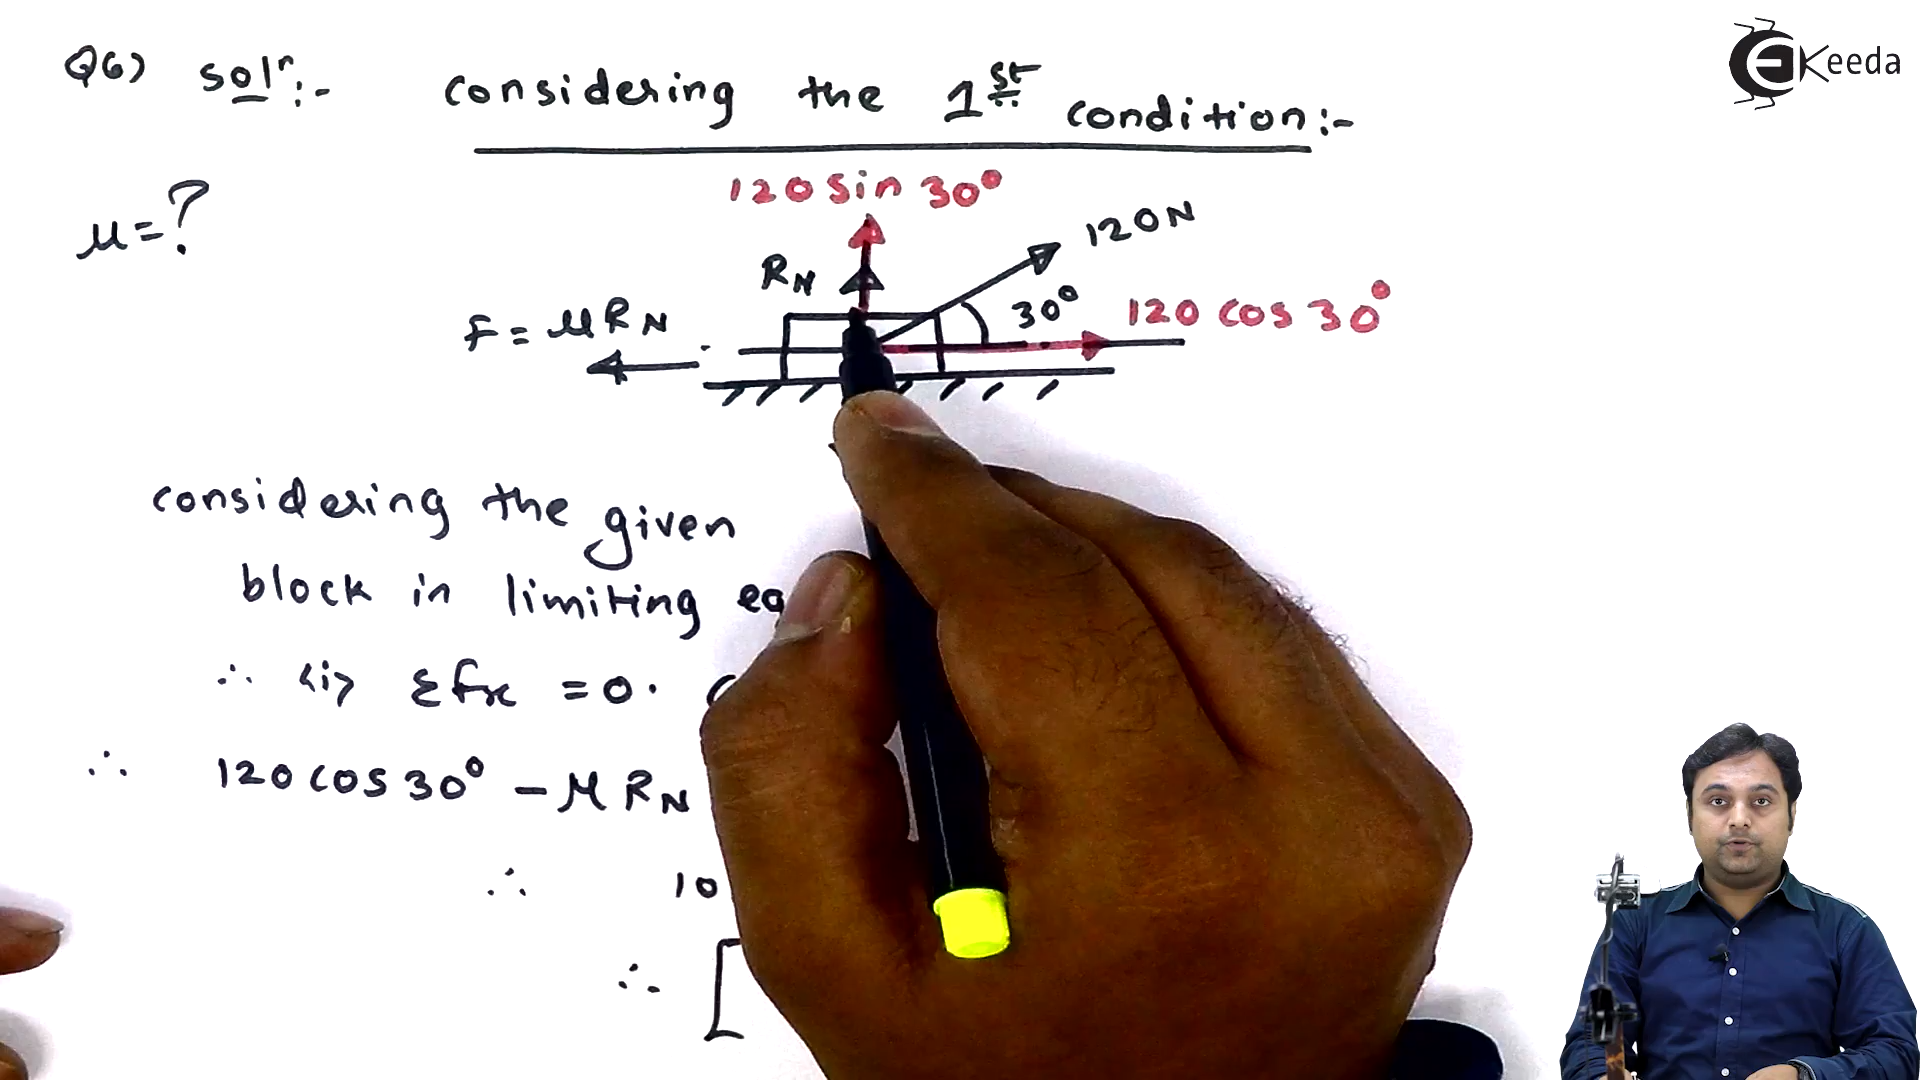 Q6) Solⁿ:- considering the 1st condition:-
Keeda
μ=?
120 sin 30°
120N
RN
30°
120 cos 30°
F = μRN
considering the given
block in limiting
∴ <i> Σfx = 0.
∴ 120 cos 30° - μ RN
∴ 10
∴ [